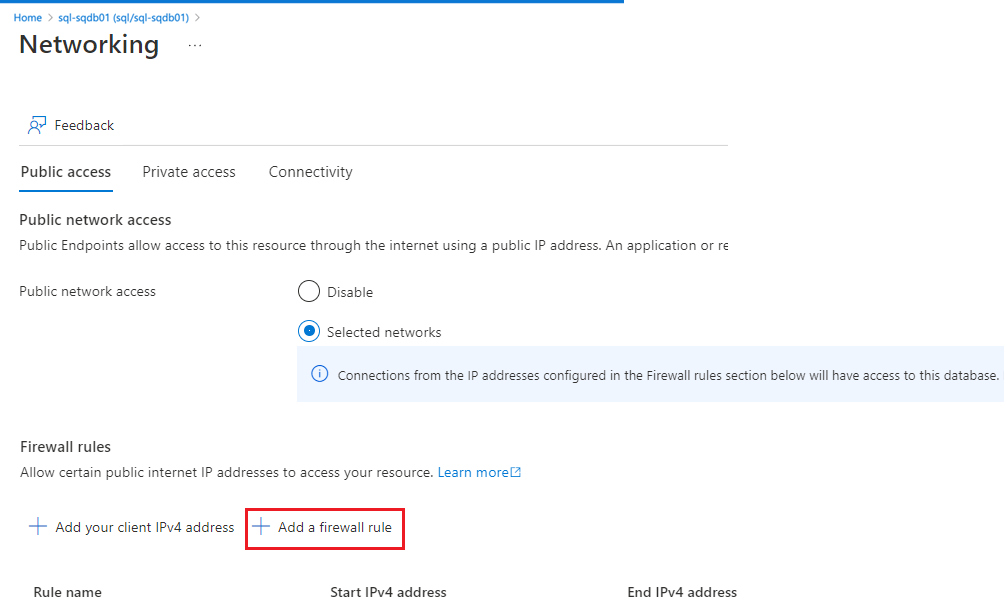 Home > sql-sqdb01 (sql/sql-sqdb01) >
Networking ...
Feedback
Public access Private access Connectivity
Public network access
Public Endpoints allow access to this resource through the internet using a public IP address. An application or re
Public network access
Disable
Selected networks
Connections from the IP addresses configured in the Firewall rules section below will have access to this database.
Firewall rules
Allow certain public internet IP addresses to access your resource. Learn more
+ Add your client IPv4 address + Add a firewall rule
Rule name Start IPv4 address End IPv4 address